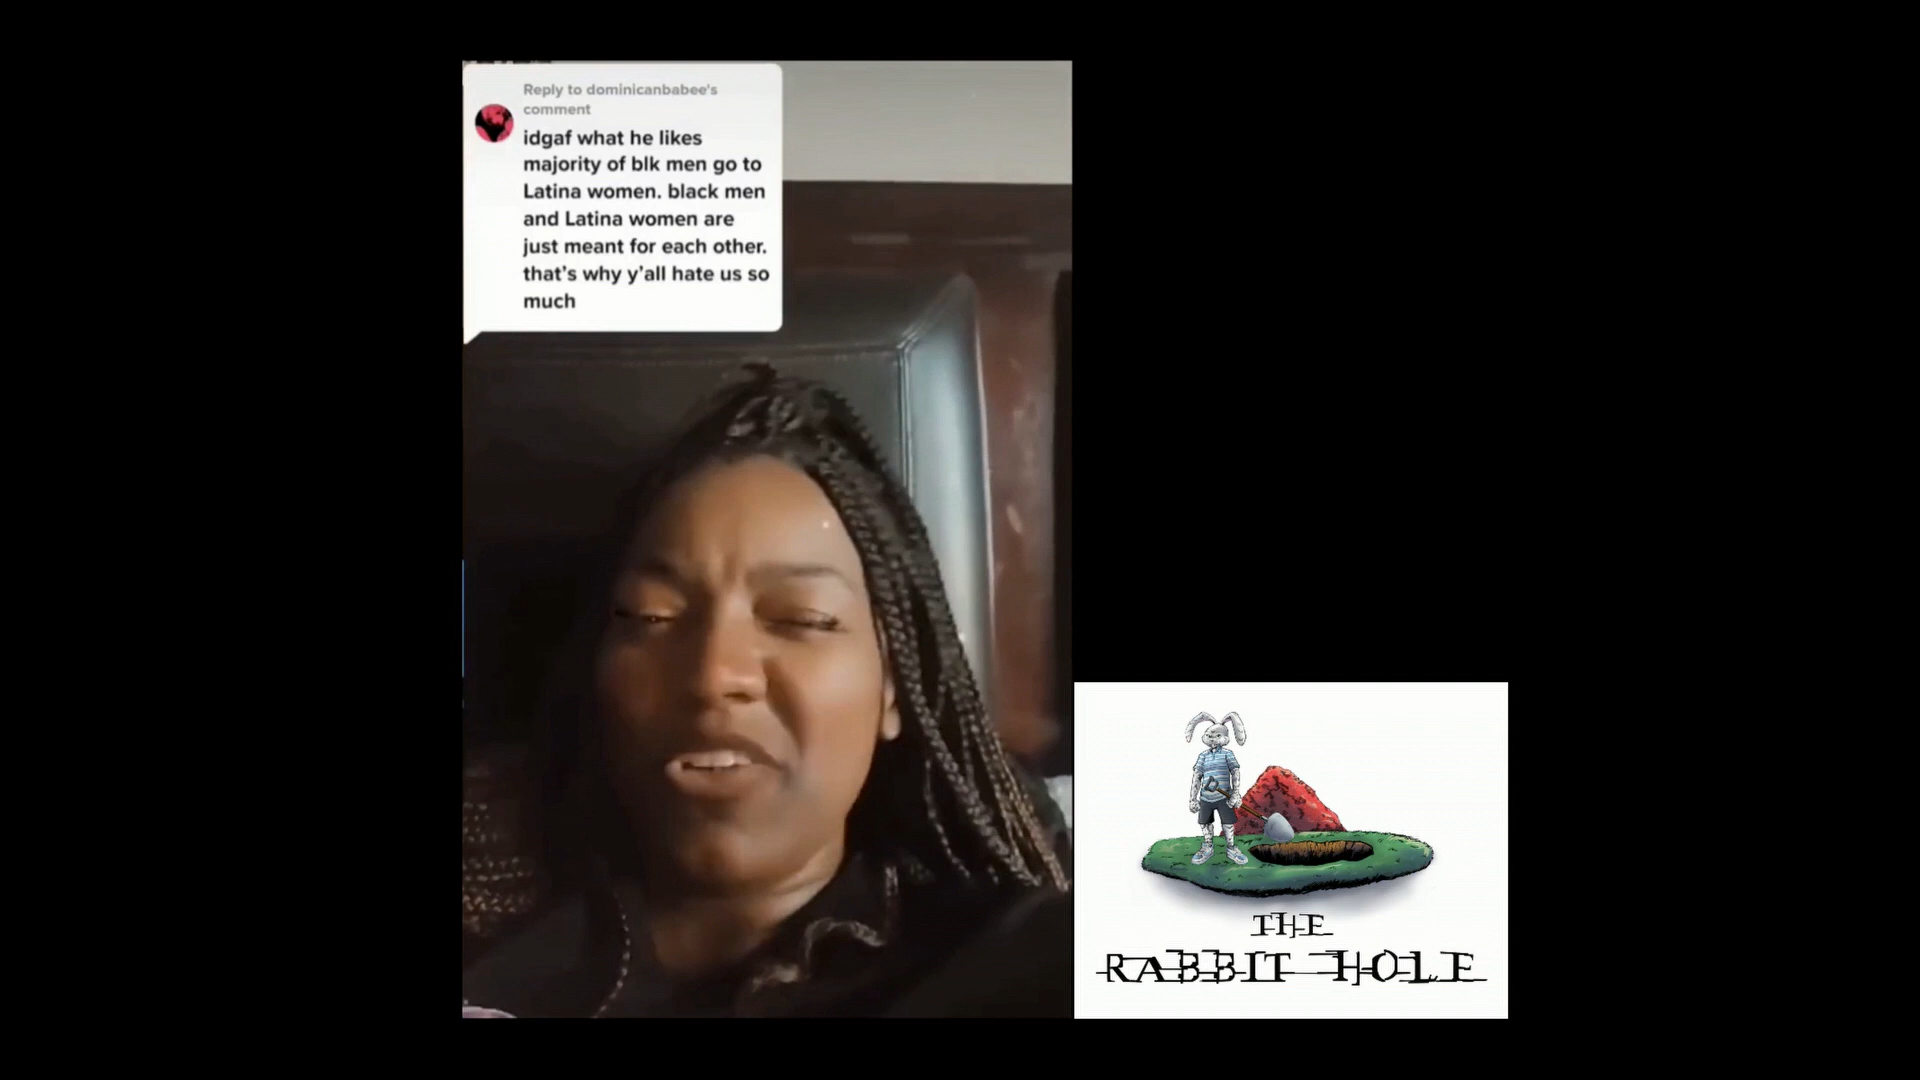 Reply to dominicanbabee's
comment
idgaf what he likes
majority of blk men go to
Latina women. black men
and Latina women are
just meant for each other.
that's why y'all hate us so
much
THE
RABBIT HOLE